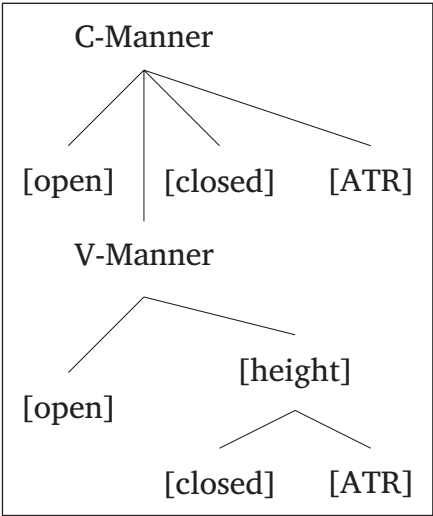 C-Manner
[open] [closed] [ATR]
V-Manner
[height]
[open]
[closed] [ATR]